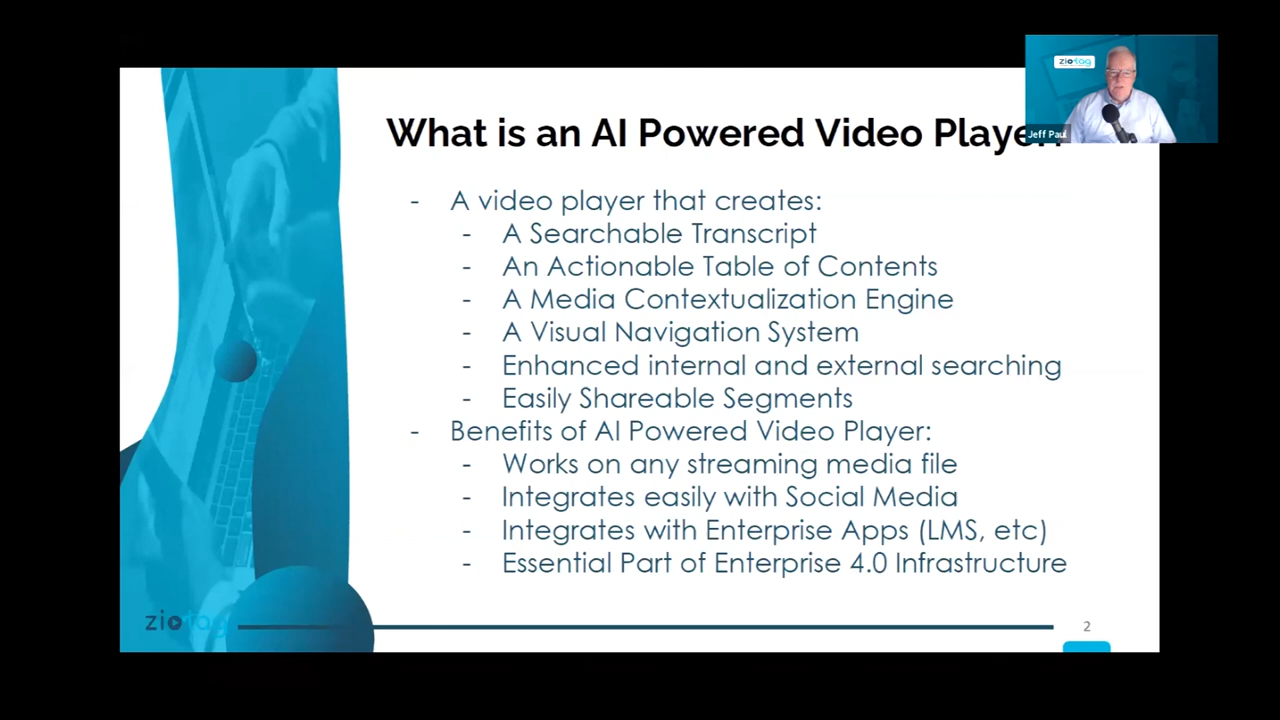 ziotag
Jeff Paul
What is an AI Powered Video Player
- A video player that creates:
- A Searchable Transcript
- An Actionable Table of Contents
- A Media Contextualization Engine
- A Visual Navigation System
- Enhanced internal and external searching
- Easily Shareable Segments
- Benefits of AI Powered Video Player:
- Works on any streaming media file
- Integrates easily with Social Media
- Integrates with Enterprise Apps (LMS, etc)
- Essential Part of Enterprise 4.0 Infrastructure
ziotag
2